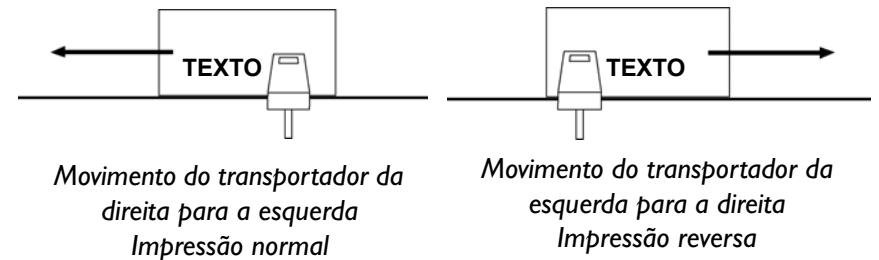 TEXTO
Movimento do transportador da
direita para a esquerda
Impressão normal
TEXTO
Movimento do transportador da
esquerda para a direita
Impressão reversa